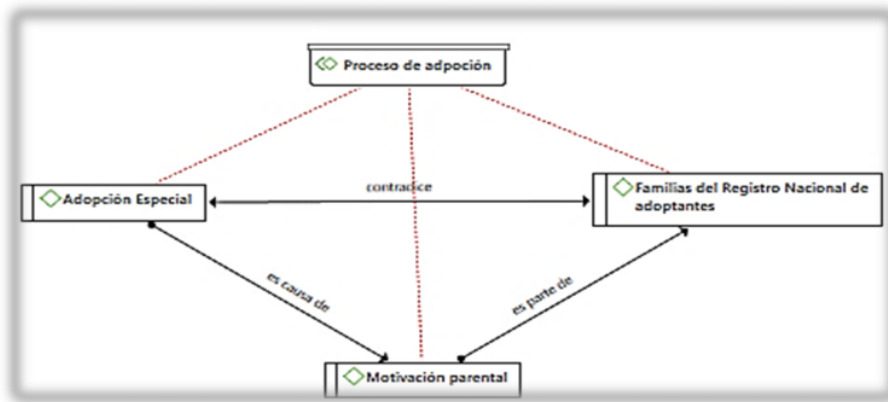 Proceso de adpoción
contradice
Adopción Especial
Familias del Registro Nacional de
adoptantes
es causa de
es parte de
Motivación parental